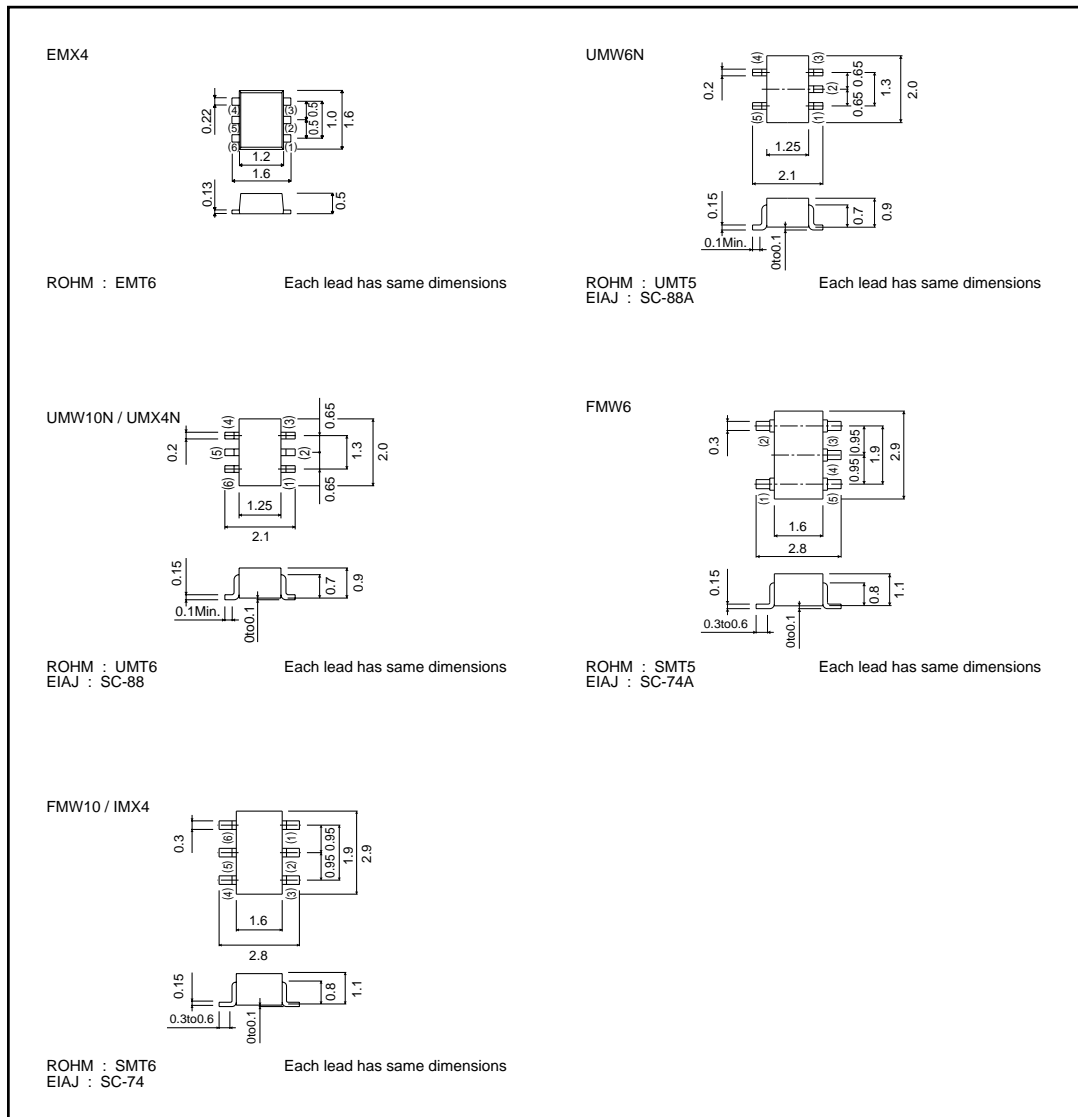 EMX4
0.22
(4)
(3)
(5)
(2)
(6)
(1)
0.5 0.5
1.0
1.6
1.2
1.6
0.13
0.5
ROHM : EMT6
Each lead has same dimensions
UMW6N
(4)
(3)
0.2
(2)
(5)
(1)
0.65 0.65
1.3
2.0
1.25
2.1
0.15
0.7
0.9
0.1Min.
0to0.1
ROHM : UMT5
EIAJ : SC-88A
Each lead has same dimensions
UMW10N / UMX4N
(4)
(3)
0.2
(5)
(2)
(6)
(1)
0.65
1.3
2.0
0.65
1.25
2.1
0.15
0.7
0.9
0.1Min.
0to0.1
ROHM : UMT6
EIAJ : SC-88
Each lead has same dimensions
FMW6
0.3
(2)
(3)
(4)
(1)
(5)
0.95 0.95
1.9
2.9
1.6
2.8
0.15
0.8
1.1
0.3to0.6
0to0.1
ROHM : SMT5
EIAJ : SC-74A
Each lead has same dimensions
FMW10 / IMX4
0.3
(6)
(1)
(5)
(2)
(4)
(3)
0.95 0.95
1.9
2.9
1.6
2.8
0.15
0.8
1.1
0.3to0.6
0to0.1
ROHM : SMT6
EIAJ : SC-74
Each lead has same dimensions